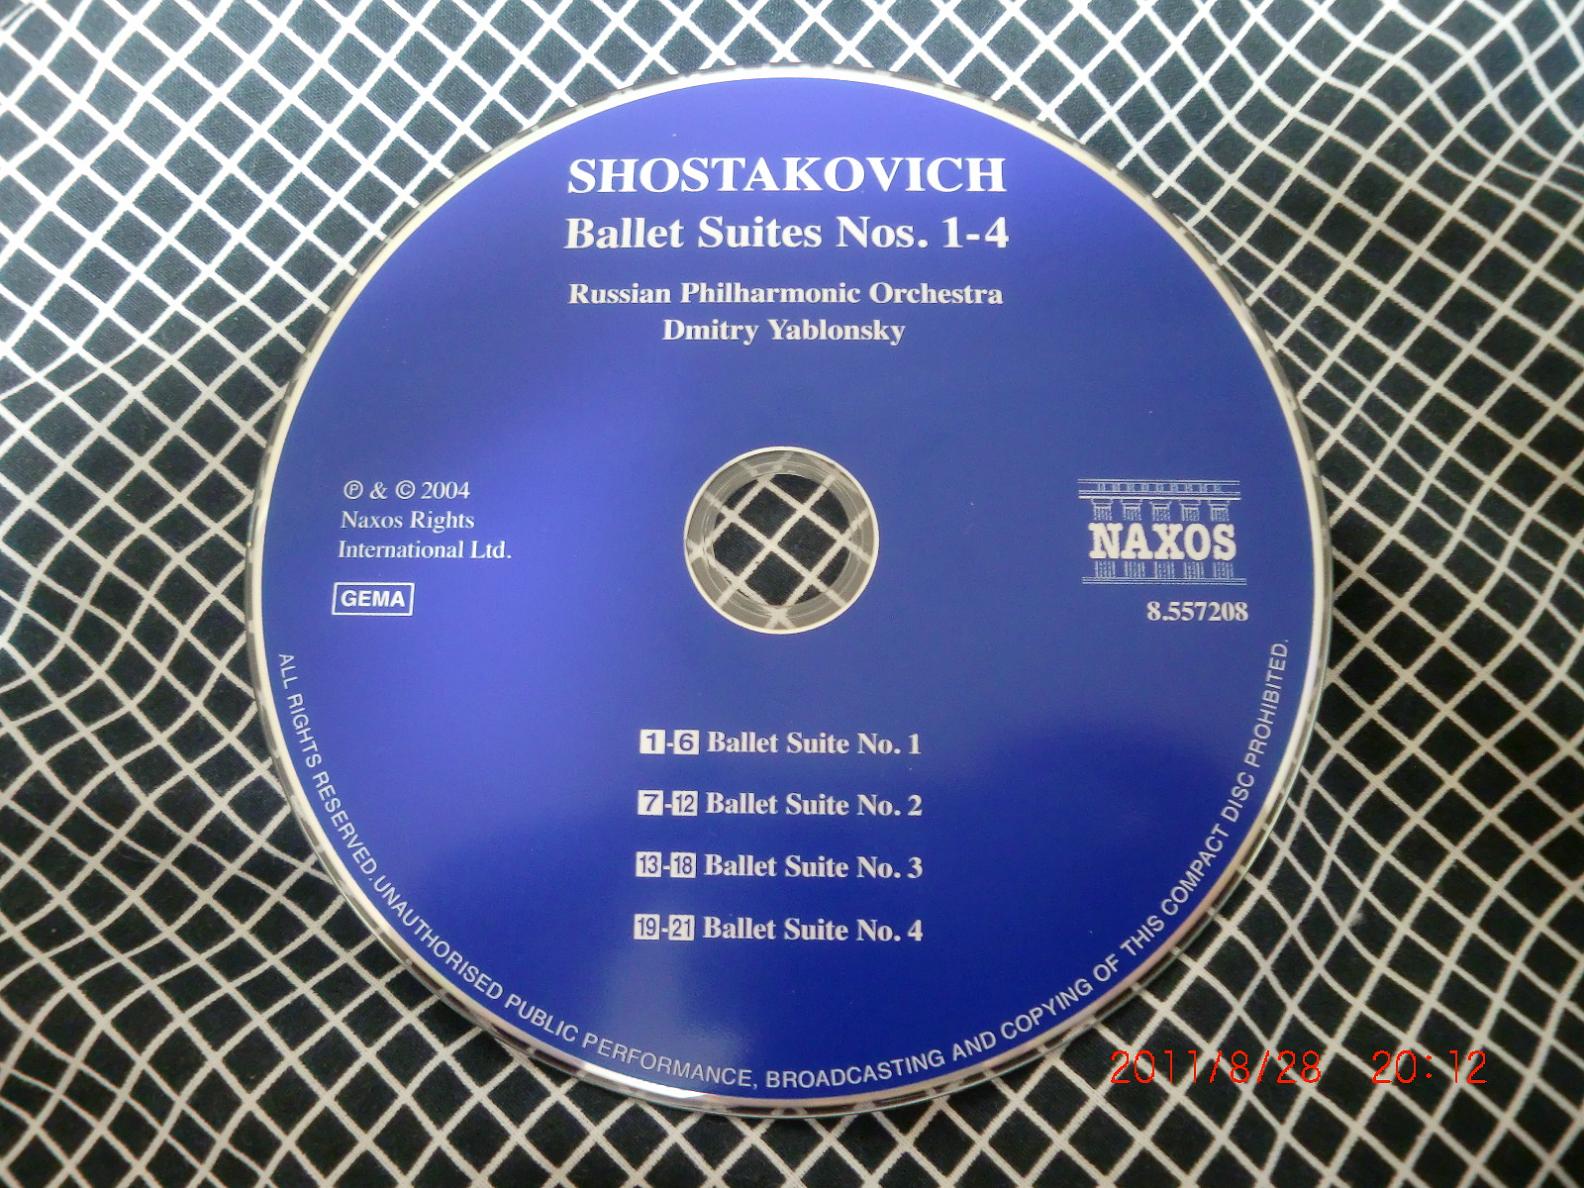 SHOSTAKOVICH
Ballet Suites Nos. 1-4
Russian Philharmonic Orchestra
Dmitry Yablonsky
℗ & © 2004
Naxos Rights
International Ltd.
GEMA
NAXOS
8.557208
1-6 Ballet Suite No. 1
7-12 Ballet Suite No. 2
13-18 Ballet Suite No. 3
19-21 Ballet Suite No. 4
ALL RIGHTS RESERVED.UNAUTHORISED PUBLIC PERFORMANCE, BROADCASTING AND COPYING OF THIS COMPACT DISC PROHIBITED.
2011/8/28 20:12